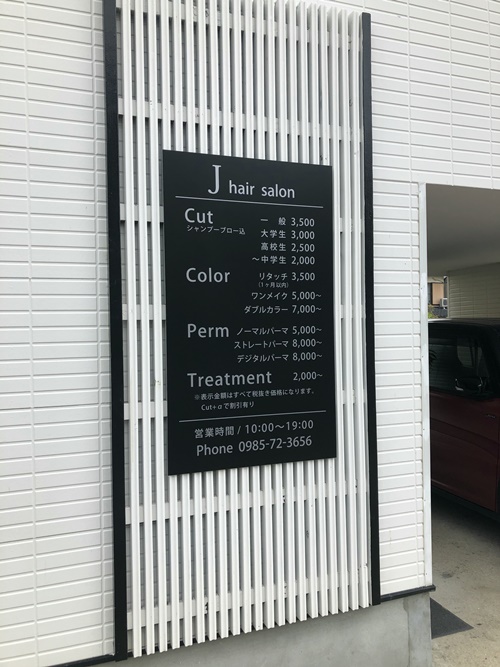 J hair salon
Cut 一 般 3,500
シャンプーブロー込 大学生 3,000
高校生 2,500
～中学生 2,000
Color リタッチ 3,500
(1ヶ月以内)
ワンメイク 5,000～
ダブルカラー 7,000～
Perm ノーマルパーマ 5,000～
ストレートパーマ 8,000～
デジタルパーマ 8,000～
Treatment 2,000～
※表示金額はすべて税抜き価格になります。
Cut+αで割引有リ
営業時間 / 10:00～19:00
Phone 0985-72-3656